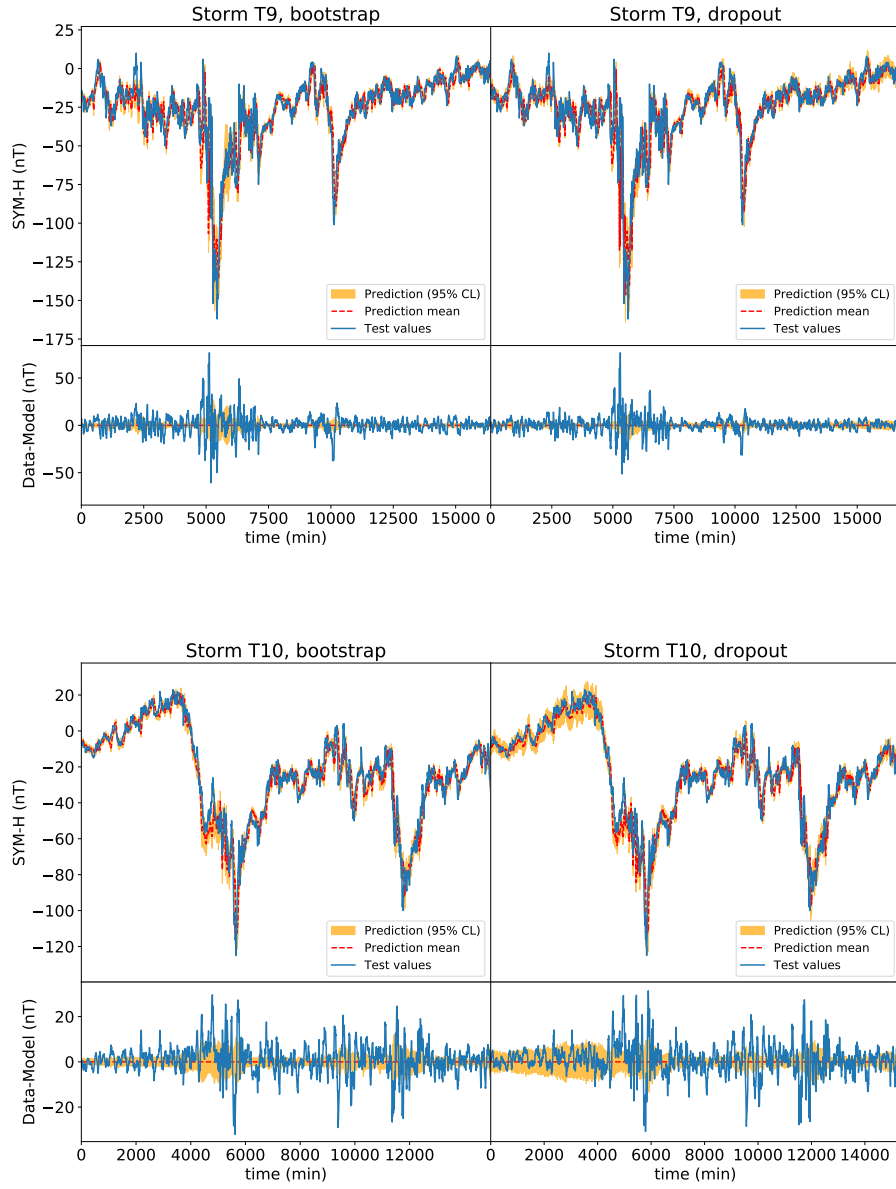 Storm T9, bootstrap
Storm T9, dropout
25
0
−25
−50
−75
−100
−125
−150
−175
SYM-H (nT)
Prediction (95% CL)
Prediction mean
Test values
Prediction (95% CL)
Prediction mean
Test values
50
0
−50
Data-Model (nT)
0 2500 5000 7500 10000 12500 15000 0 2500 5000 7500 10000 12500 15000
time (min)
time (min)
Storm T10, bootstrap
Storm T10, dropout
20
0
−20
−40
−60
−80
−100
−120
SYM-H (nT)
Prediction (95% CL)
Prediction mean
Test values
Prediction (95% CL)
Prediction mean
Test values
20
0
−20
Data-Model (nT)
0 2000 4000 6000 8000 10000 12000 0 2000 4000 6000 8000 10000 12000 14000
time (min)
time (min)